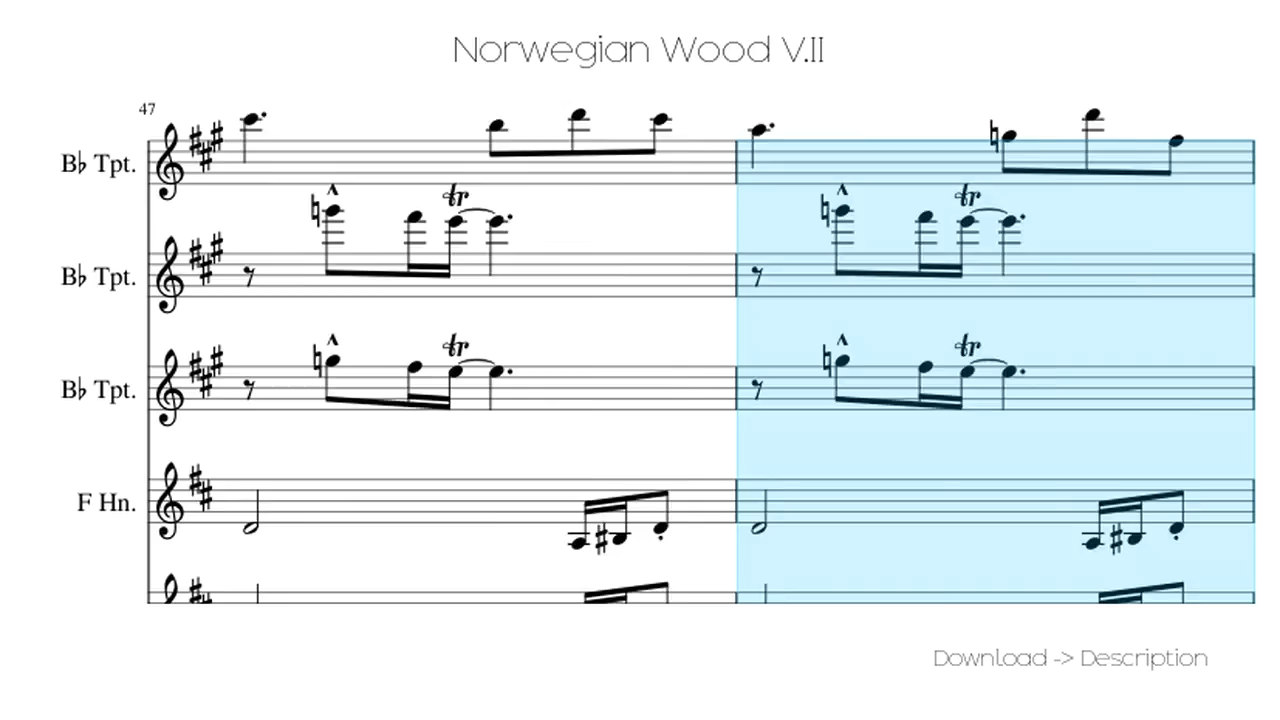 Norwegian Wood V.II
47
B♭ Tpt.
tr tr
B♭ Tpt.
tr tr
B♭ Tpt.
F Hn.
Download -> Description